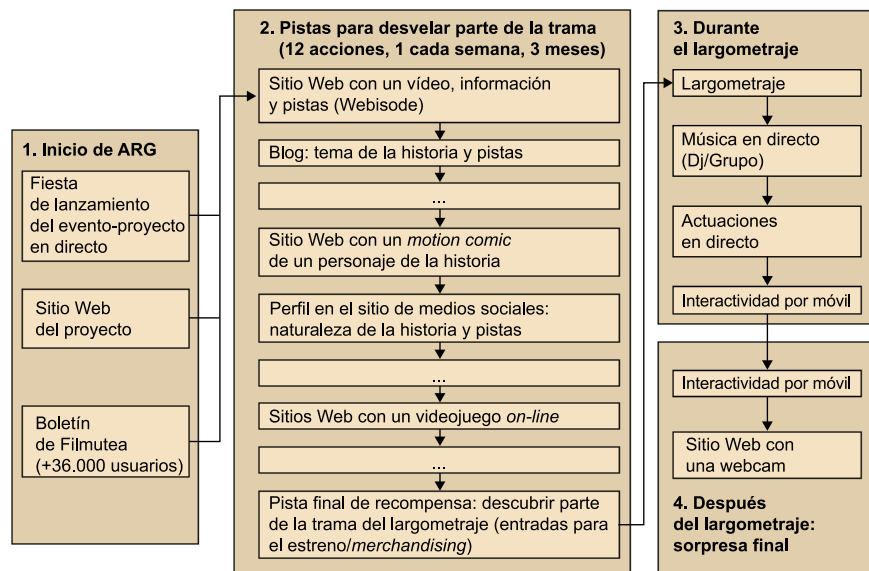 1. Inicio de ARG
Fiesta
de lanzamiento
del evento-proyecto
en directo
Sitio Web
del proyecto
Boletín
de Filmutea
(+36.000 usuarios)
2. Pistas para desvelar parte de la trama
(12 acciones, 1 cada semana, 3 meses)
Sitio Web con un vídeo, información
y pistas (Webisode)
Blog: tema de la historia y pistas
...
Sitio Web con un motion comic
de un personaje de la historia
Perfil en el sitio de medios sociales:
naturaleza de la historia y pistas
...
Sitios Web con un videojuego on-line
...
Pista final de recompensa: descubrir parte
de la trama del largometraje (entradas para
el estreno/merchandising)
3. Durante
el largometraje
Largometraje
Música en directo
(Dj/Grupo)
Actuaciones
en directo
Interactividad por móvil
Interactividad por móvil
Sitio Web con
una webcam
4. Después
del largometraje:
sorpresa final